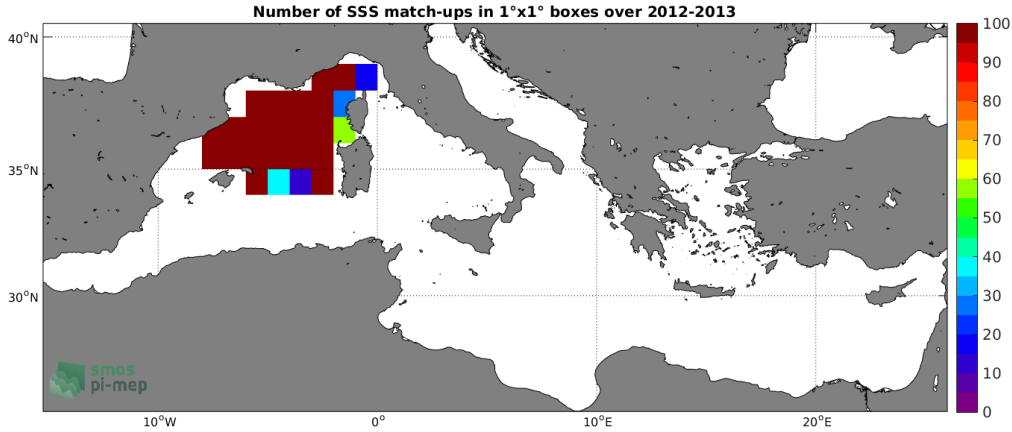 Number of SSS match-ups in 1°x1° boxes over 2012-2013
40°N
35°N
30°N
10°W
0°
10°E
20°E
100
90
80
70
60
50
40
30
20
10
0
smos
pi-mep